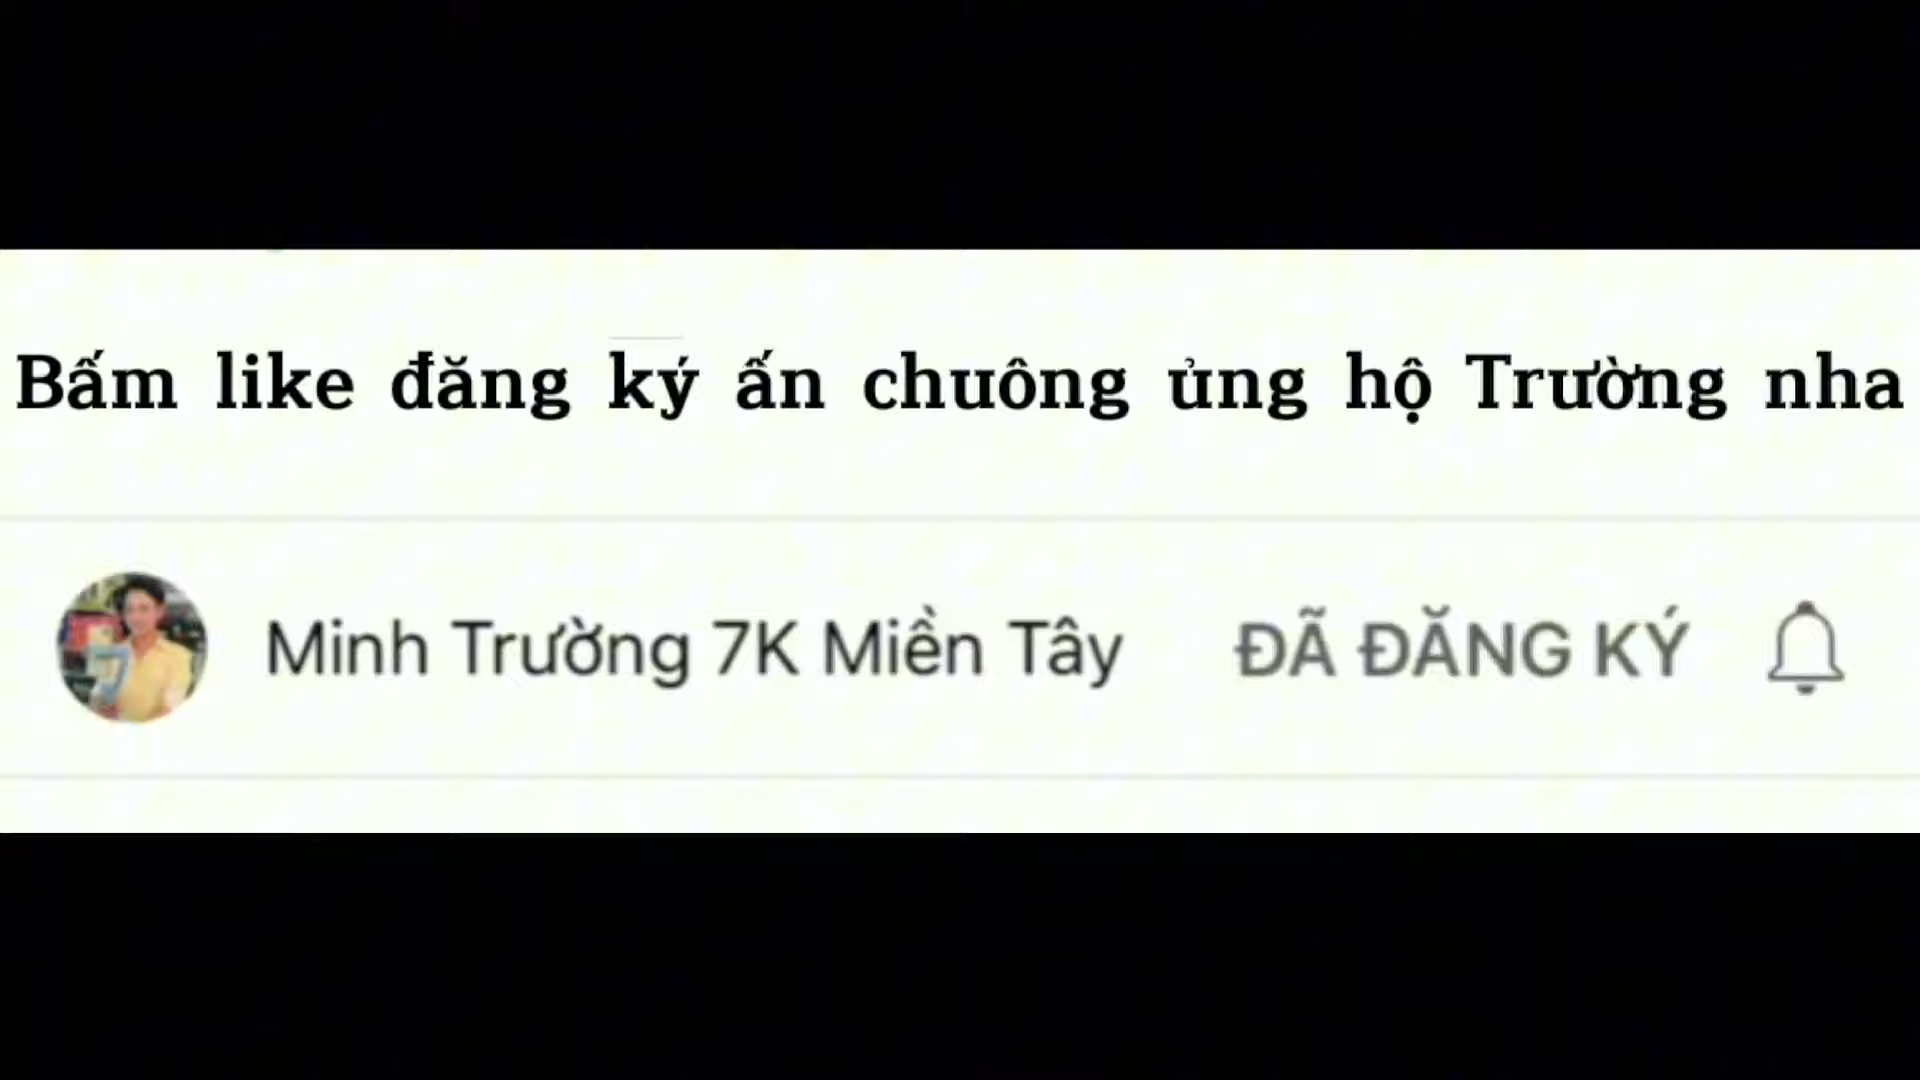 Bấm like đăng ký ấn chuông ủng hộ Trường nha
Minh Trường 7K Miền Tây ĐÃ ĐĂNG KÝ